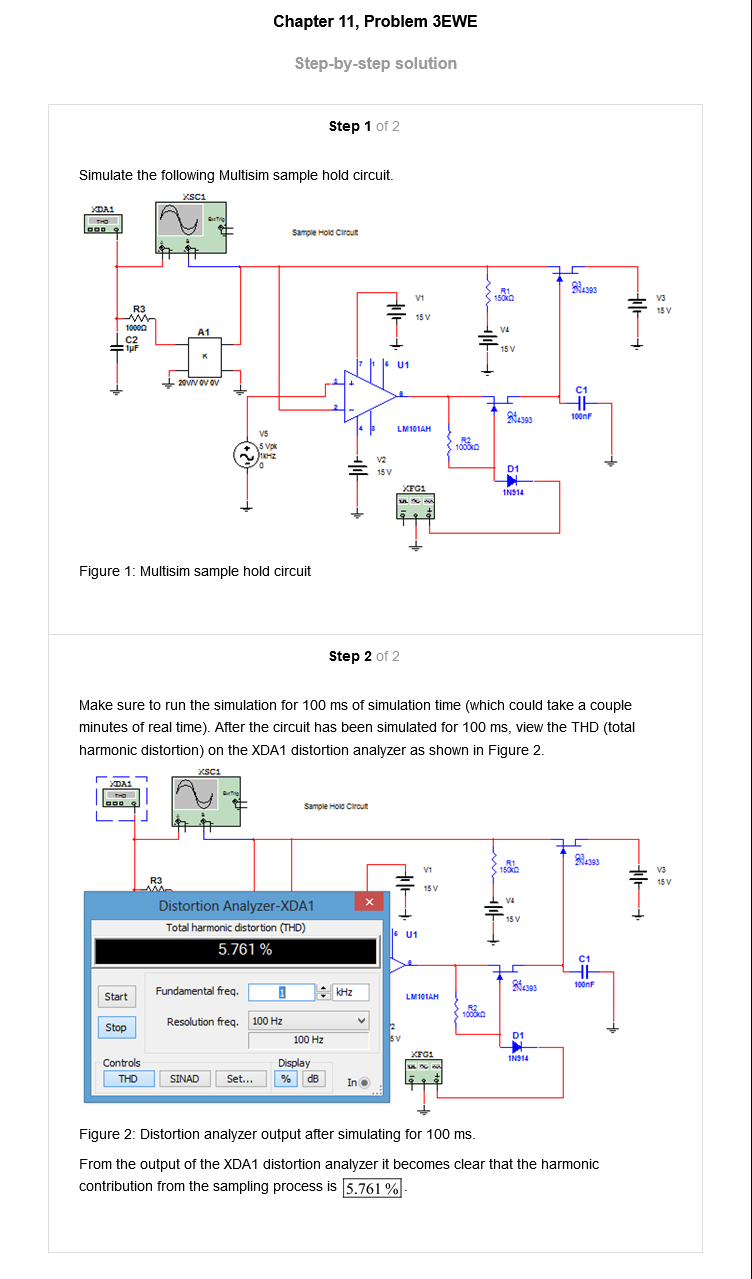 Chapter 11, Problem 3EWE
Step-by-step solution
Step 1 of 2
Simulate the following Multisim sample hold circuit.
XDA1
THD
XSC1
Ext Trig
A
B
Sample Hold Circuit
R3
1000Ω
C2
1µF
A1
K
20V/V 0V 0V
V1
15 V
R1
150kΩ
V4
15 V
Q3
2N4393
V3
15 V
7
1
6
U1
3
2
6
4
8
LM101AH
V5
5 Vpk
1kHz
0
V2
15 V
R2
1000kΩ
Q4
2N4393
C1
100nF
D1
1N914
XFG1
Figure 1: Multisim sample hold circuit
Step 2 of 2
Make sure to run the simulation for 100 ms of simulation time (which could take a couple
minutes of real time). After the circuit has been simulated for 100 ms, view the THD (total
harmonic distortion) on the XDA1 distortion analyzer as shown in Figure 2.
XDA1
THD
XSC1
Ext Trig
A
B
Sample Hold Circuit
R3
V1
15 V
R1
150kΩ
V4
15 V
Q3
2N4393
V3
15 V
Distortion Analyzer-XDA1
x
Total harmonic distortion (THD)
5.761 %
Start
Fundamental freq.
1
kHz
Stop
Resolution freq.
100 Hz
100 Hz
Controls
Display
THD
SINAD
Set...
%
dB
In
6
U1
6
LM101AH
2
5 V
R2
1000kΩ
Q4
2N4393
C1
100nF
D1
1N914
XFG1
Figure 2: Distortion analyzer output after simulating for 100 ms.
From the output of the XDA1 distortion analyzer it becomes clear that the harmonic
contribution from the sampling process is 5.761 %.